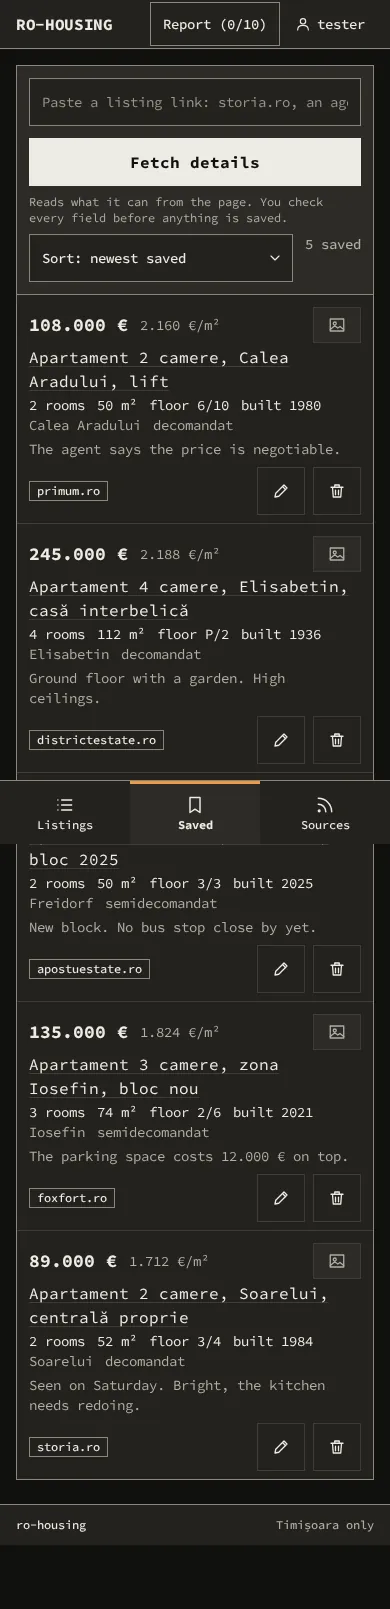 RO-HOUSING
Report (0/10)
tester
Paste a listing link: storia.ro, an age
Fetch details
Reads what it can from the page. You check
every field before anything is saved.
Sort: newest saved
5 saved
108.000 € 2.160 €/m²
Apartament 2 camere, Calea
Aradului, lift
2 rooms 50 m² floor 6/10 built 1980
Calea Aradului decomandat
The agent says the price is negotiable.
primum.ro
245.000 € 2.188 €/m²
Apartament 4 camere, Elisabetin,
casă interbelică
4 rooms 112 m² floor P/2 built 1936
Elisabetin decomandat
Ground floor with a garden. High
ceilings.
districtestate.ro
Listings
Saved
Sources
bloc 2025
2 rooms 50 m² floor 3/3 built 2025
Freidorf semidecomandat
New block. No bus stop close by yet.
apostuestate.ro
135.000 € 1.824 €/m²
Apartament 3 camere, zona
Iosefin, bloc nou
3 rooms 74 m² floor 2/6 built 2021
Iosefin semidecomandat
The parking space costs 12.000 € on top.
foxfort.ro
89.000 € 1.712 €/m²
Apartament 2 camere, Soarelui,
centrală proprie
2 rooms 52 m² floor 3/4 built 1984
Soarelui decomandat
Seen on Saturday. Bright, the kitchen
needs redoing.
storia.ro
ro-housing
Timișoara only